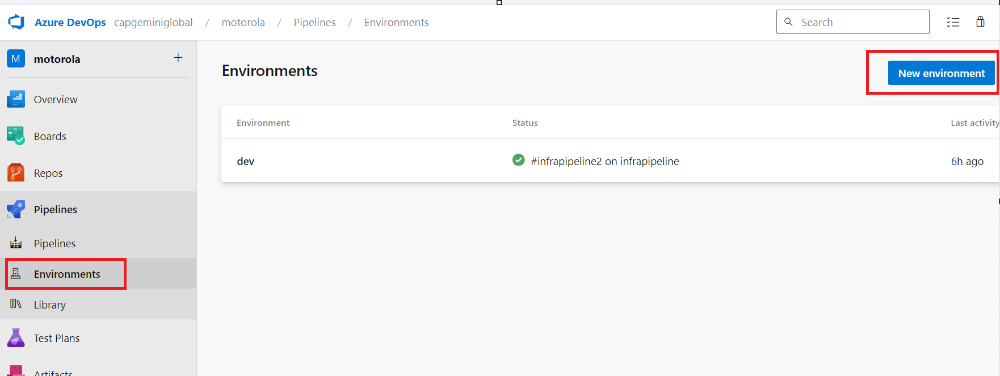 Azure DevOps capgeminiglobal / motorola / Pipelines / Environments Search
M motorola +
Environments
New environment
Overview
Boards
Repos
Pipelines
Pipelines
Environments
Library
Test Plans
Artifacts
Environment Status Last activity
dev #infrapipeline2 on infrapipeline 6h ago